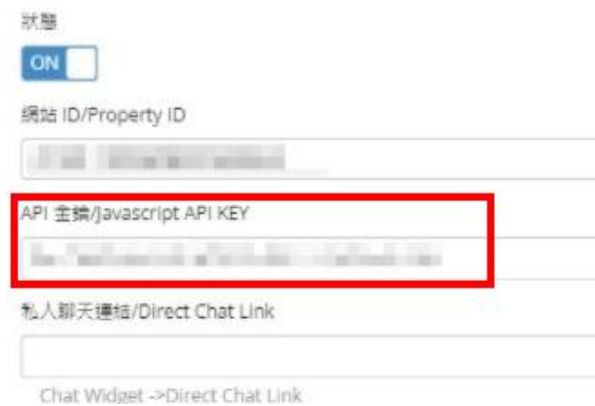 狀態
ON
網站 ID/Property ID
API 金鑰/Javascript API KEY
私人聊天連結/Direct Chat Link
Chat Widget ->Direct Chat Link